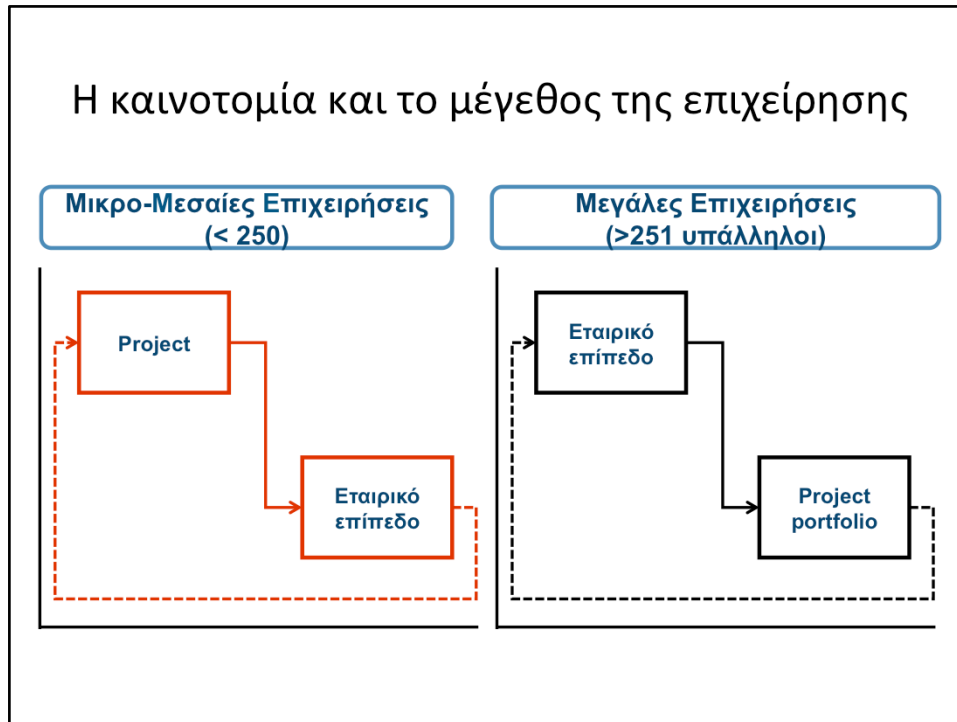 Η καινοτομία και το μέγεθος της επιχείρησης
Μικρο-Μεσαίες Επιχειρήσεις
(< 250)
Μεγάλες Επιχειρήσεις
(>251 υπάλληλοι)
Project
Εταιρικό
επίπεδο
Εταιρικό
επίπεδο
Project
portfolio